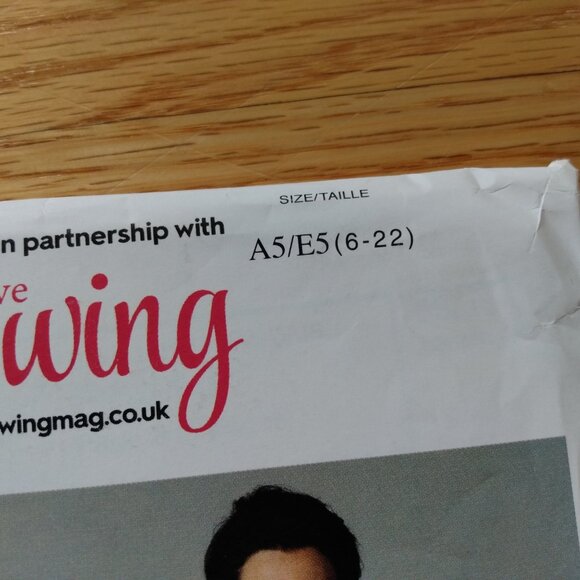 SIZE/TAILLE
n partnership with
A5/E5(6-22)
ve
wing
wingmag.co.uk